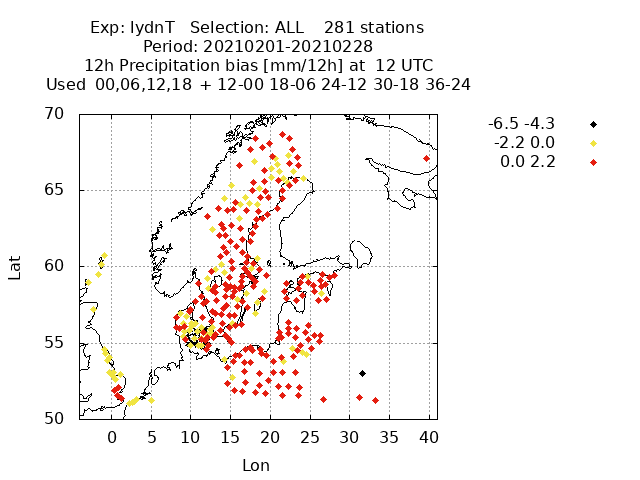 Exp: IydnT   Selection: ALL    281 stations
Period: 20210201-20210228
12h Precipitation bias [mm/12h] at  12 UTC
Used  00,06,12,18  + 12-00 18-06 24-12 30-18 36-24
-6.5 -4.3
-2.2 0.0
0.0 2.2
70
65
60
55
50
Lat
0 5 10 15 20 25 30 35 40
Lon